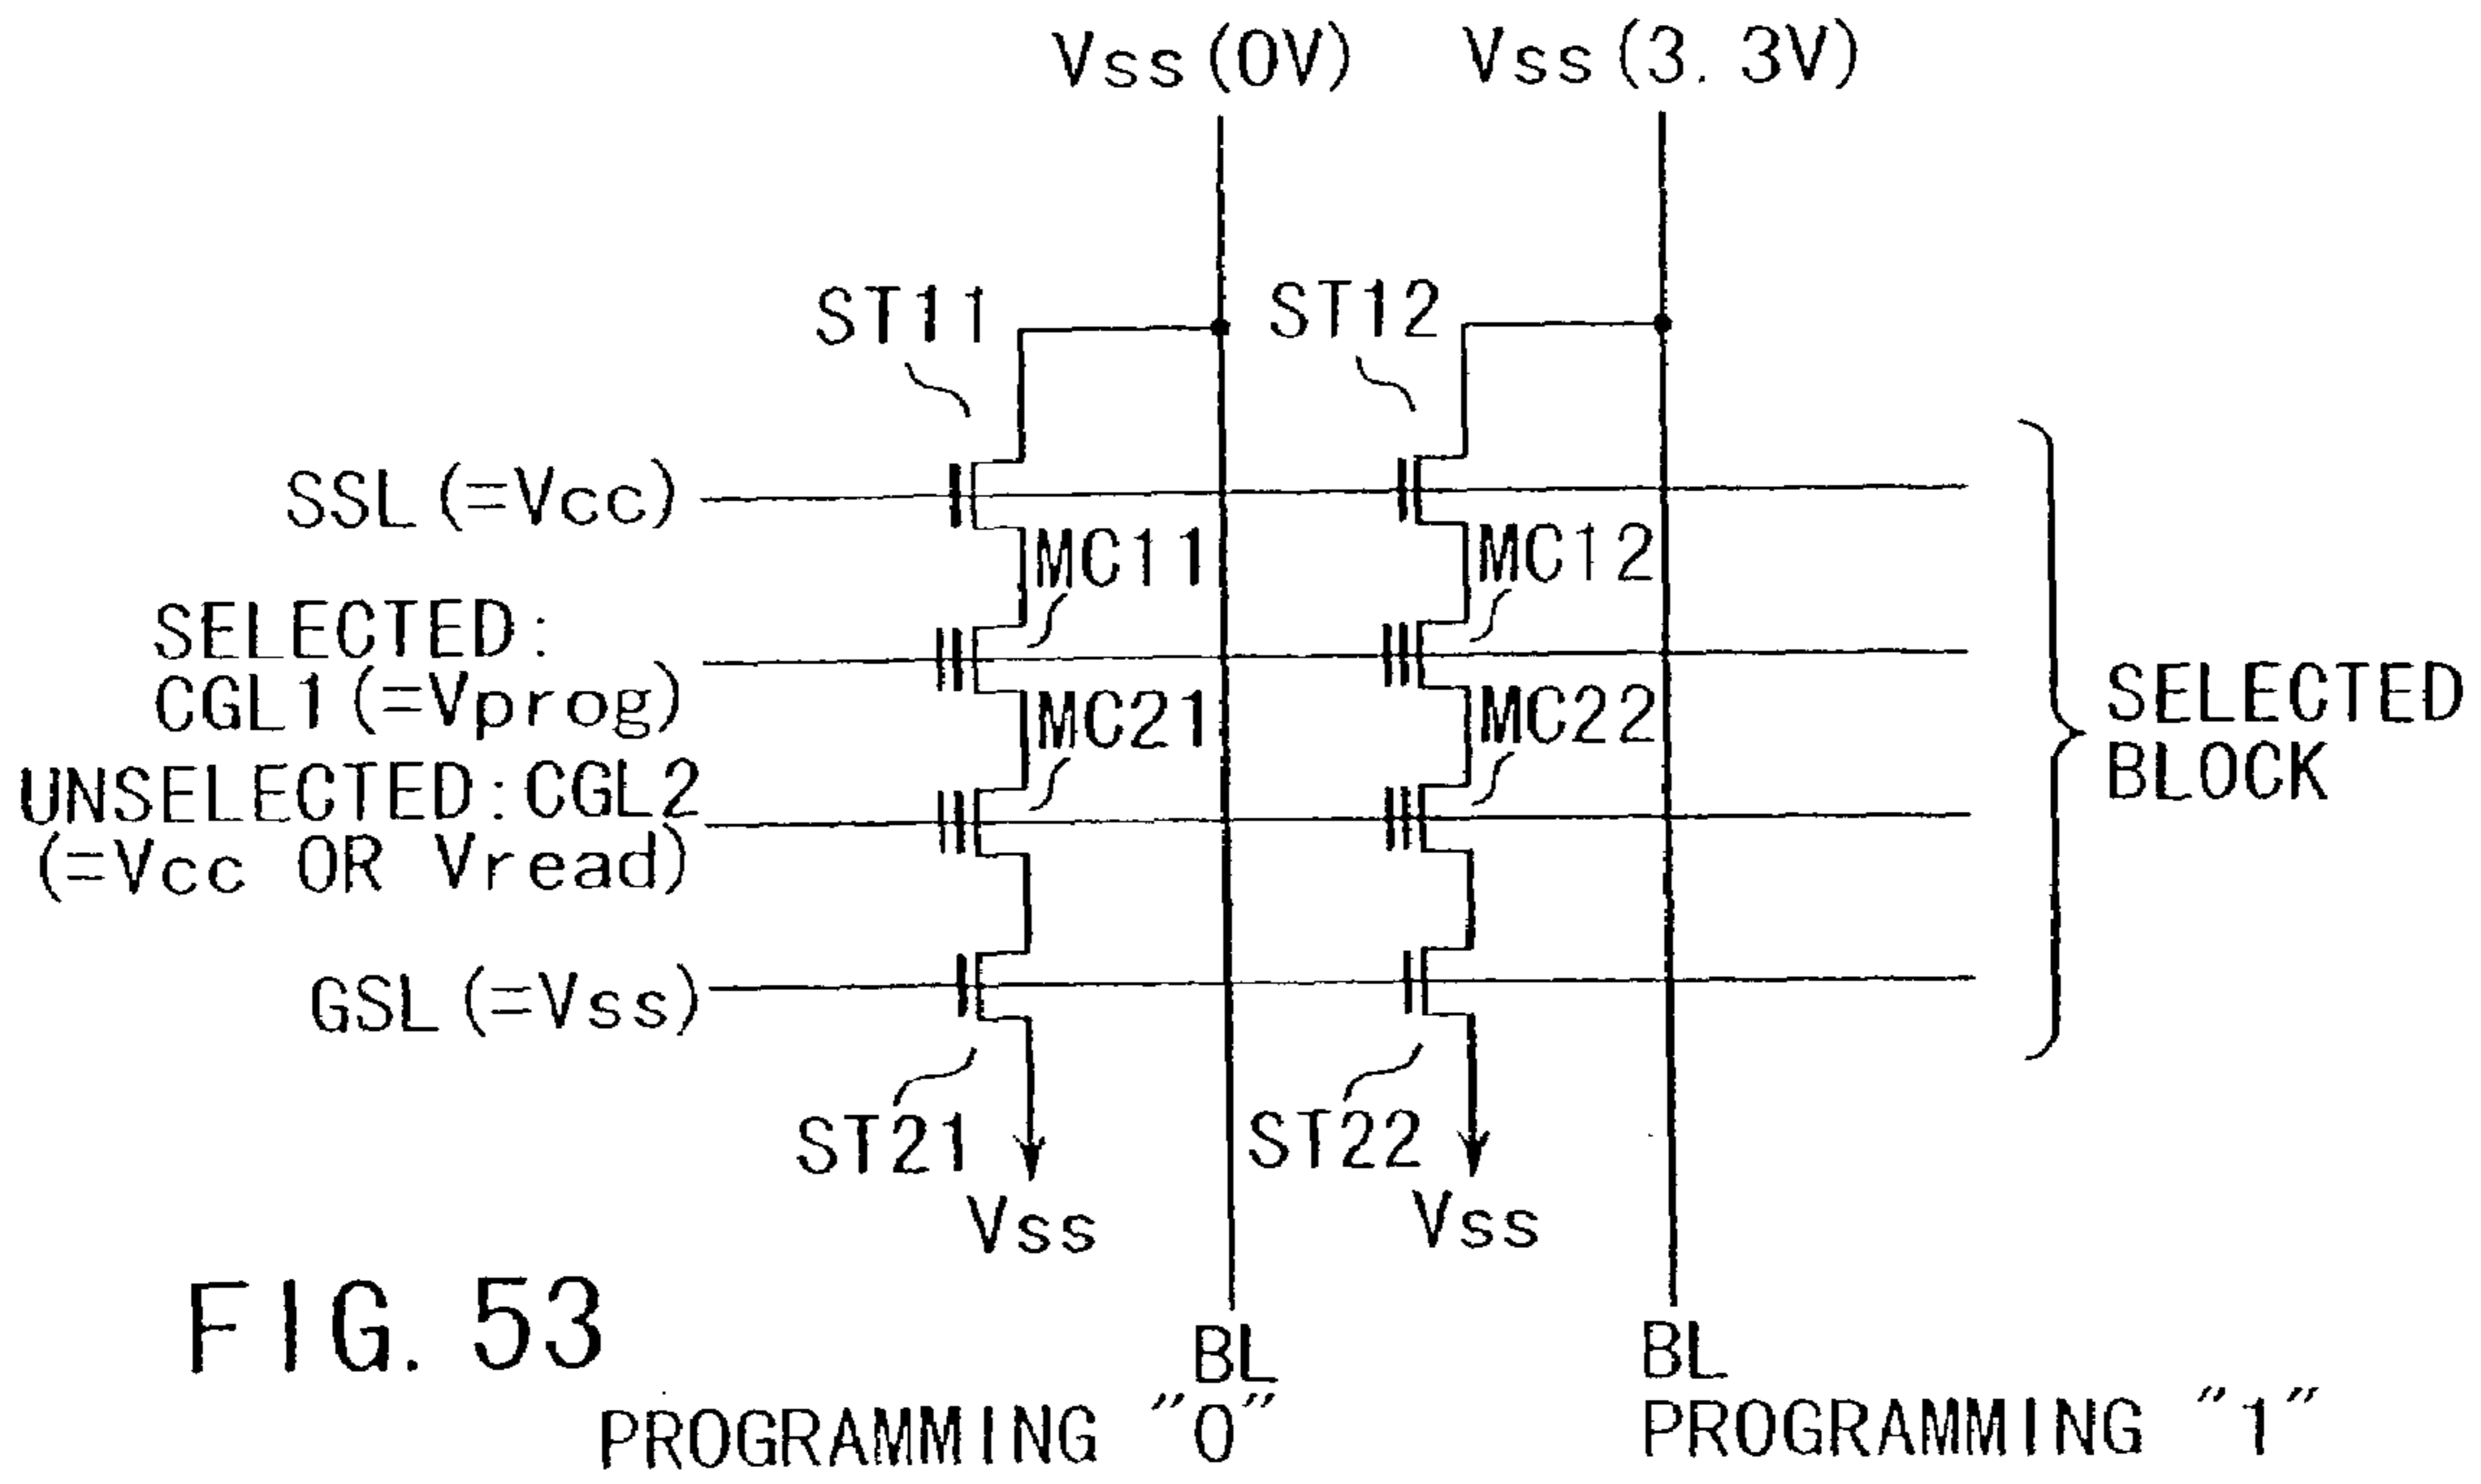 Vss(0V) Vss(3.3V)
ST11 ST12
SSL(=Vcc)
MC11 MC12
SELECTED:
CGL1(=Vprog)
MC21 MC22
SELECTED
BLOCK
UNSELECTED:CGL2
(=Vcc OR Vread)
GSL(=Vss)
ST21 ST22
Vss Vss
FIG. 53
BL BL
PROGRAMMING "0" PROGRAMMING "1"